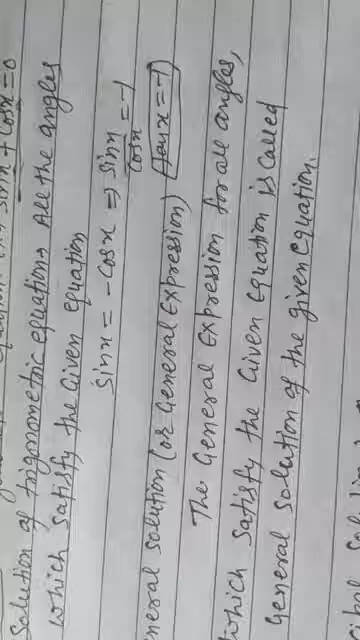 sinx + cosx = 0
Solution of trigonometric equation→ All the angles
which satisfy the Given equation
sinx = -cosx ⇒ sinx/cosx = -1
tanx = -1
neral solution (or General Expression)
The General Expression for all angles,
which satisfy the Given Equation is called
General solution of the given equation.